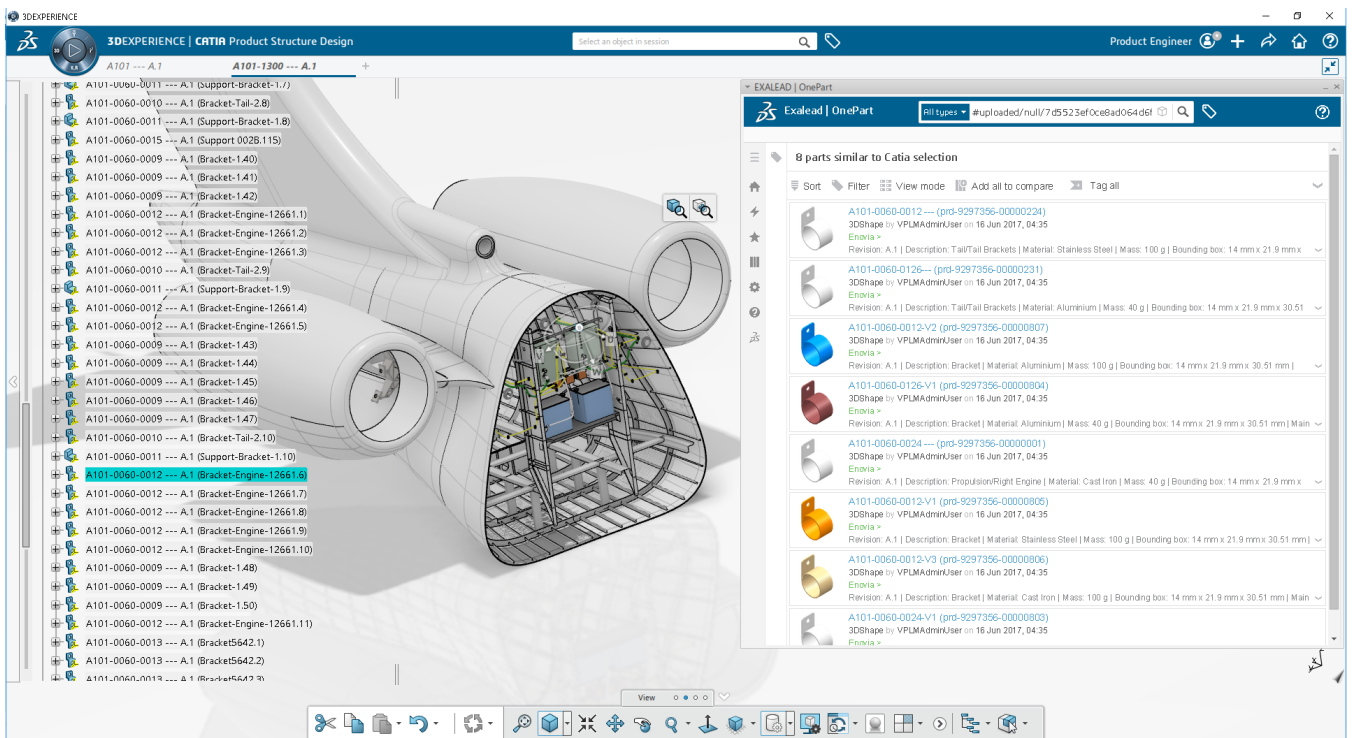 3DEXPERIENCE
3DEXPERIENCE | CATIA Product Structure Design
Select an object in session
Product Engineer
A101 --- A.1
A101-1300 --- A.1
A101-0060-0011 --- A.1 (Support-Bracket-1.7)
A101-0060-0010 --- A.1 (Bracket-Tail-2.8)
A101-0060-0011 --- A.1 (Support-Bracket-1.8)
A101-0060-0015 --- A.1 (Support 002B.115)
A101-0060-0009 --- A.1 (Bracket-1.40)
A101-0060-0009 --- A.1 (Bracket-1.41)
A101-0060-0009 --- A.1 (Bracket-1.42)
A101-0060-0012 --- A.1 (Bracket-Engine-12661.1)
A101-0060-0012 --- A.1 (Bracket-Engine-12661.2)
A101-0060-0012 --- A.1 (Bracket-Engine-12661.3)
A101-0060-0010 --- A.1 (Bracket-Tail-2.9)
A101-0060-0011 --- A.1 (Support-Bracket-1.9)
A101-0060-0012 --- A.1 (Bracket-Engine-12661.4)
A101-0060-0012 --- A.1 (Bracket-Engine-12661.5)
A101-0060-0009 --- A.1 (Bracket-1.43)
A101-0060-0009 --- A.1 (Bracket-1.44)
A101-0060-0009 --- A.1 (Bracket-1.45)
A101-0060-0009 --- A.1 (Bracket-1.46)
A101-0060-0009 --- A.1 (Bracket-1.47)
A101-0060-0010 --- A.1 (Bracket-Tail-2.10)
A101-0060-0011 --- A.1 (Support-Bracket-1.10)
A101-0060-0012 --- A.1 (Bracket-Engine-12661.6)
A101-0060-0012 --- A.1 (Bracket-Engine-12661.7)
A101-0060-0012 --- A.1 (Bracket-Engine-12661.8)
A101-0060-0012 --- A.1 (Bracket-Engine-12661.9)
A101-0060-0012 --- A.1 (Bracket-Engine-12661.10)
A101-0060-0009 --- A.1 (Bracket-1.48)
A101-0060-0009 --- A.1 (Bracket-1.49)
A101-0060-0009 --- A.1 (Bracket-1.50)
A101-0060-0012 --- A.1 (Bracket-Engine-12661.11)
A101-0060-0013 --- A.1 (Bracket5642.1)
A101-0060-0013 --- A.1 (Bracket5642.2)
A101-0060-0013 --- A.1 (Bracket5642.3)
EXALEAD | OnePart
Exalead | OnePart
All types
#uploaded/null/7d5523ef0ce8ad064d6f
8 parts similar to Catia selection
Sort Filter View mode Add all to compare Tag all
A101-0060-0012 --- (prd-9297356-00000224)
3DShape by VPLMAdminUser on 16 Jun 2017, 04:35
Enovia >
Revision: A.1 | Description: Tail/Tail Brackets | Material: Stainless Steel | Mass: 100 g | Bounding box: 14 mm x 21.9 mm x
A101-0060-0126--- (prd-9297356-00000231)
3DShape by VPLMAdminUser on 16 Jun 2017, 04:35
Enovia >
Revision: A.1 | Description: Tail/Tail Brackets | Material: Aluminium | Mass: 40 g | Bounding box: 14 mm x 21.9 mm x 30.51
A101-0060-0012-V2 (prd-9297356-00000807)
3DShape by VPLMAdminUser on 16 Jun 2017, 04:35
Enovia >
Revision: A.1 | Description: Bracket | Material: Aluminium | Mass: 100 g | Bounding box: 14 mm x 21.9 mm x 30.51 mm |
A101-0060-0126-V1 (prd-9297356-00000804)
3DShape by VPLMAdminUser on 16 Jun 2017, 04:35
Enovia >
Revision: A.1 | Description: Bracket | Material: Aluminium | Mass: 40 g | Bounding box: 14 mm x 21.9 mm x 30.51 mm | Main
A101-0060-0024 --- (prd-9297356-00000001)
3DShape by VPLMAdminUser on 16 Jun 2017, 04:35
Enovia >
Revision: A.1 | Description: Propulsion/Right Engine | Material: Cast Iron | Mass: 40 g | Bounding box: 14 mm x 21.9 mm x
A101-0060-0012-V1 (prd-9297356-00000805)
3DShape by VPLMAdminUser on 16 Jun 2017, 04:35
Enovia >
Revision: A.1 | Description: Bracket | Material: Stainless Steel | Mass: 100 g | Bounding box: 14 mm x 21.9 mm x 30.51 mm |
A101-0060-0012-V3 (prd-9297356-00000806)
3DShape by VPLMAdminUser on 16 Jun 2017, 04:35
Enovia >
Revision: A.1 | Description: Bracket | Material: Cast Iron | Mass: 100 g | Bounding box: 14 mm x 21.9 mm x 30.51 mm | Main
A101-0060-0024-V1 (prd-9297356-00000803)
3DShape by VPLMAdminUser on 16 Jun 2017, 04:35
Enovia >
View